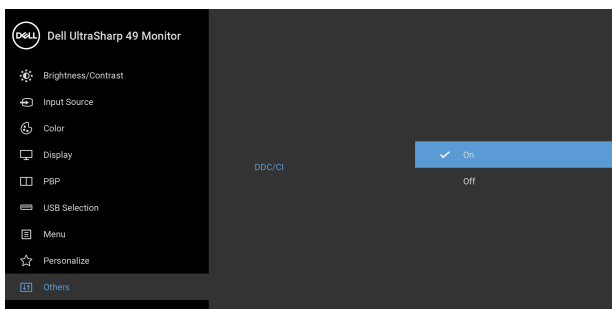 DELL Dell UltraSharp 49 Monitor
Brightness/Contrast
Input Source
Color
Display
PBP
USB Selection
Menu
Personalize
Others
DDC/CI
On
Off